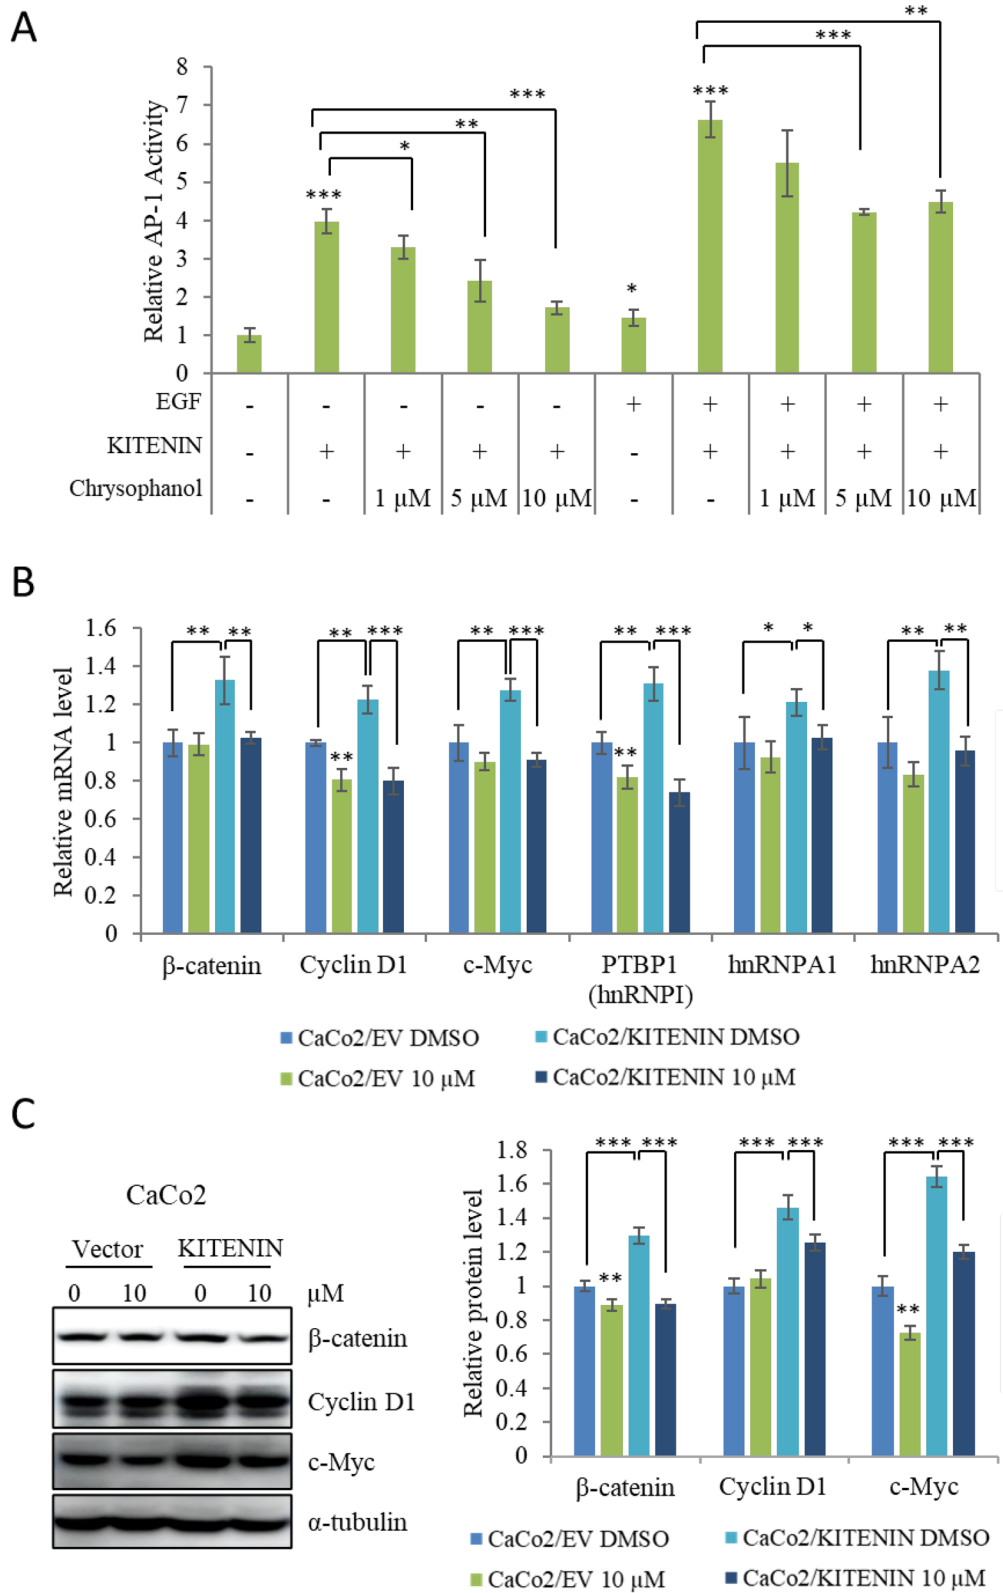 A
** 
***
***
***
**
*
***
***
*
Relative AP-1 Activity
8
7
6
5
4
3
2
1
0
EGF - - - - - + + + + +
KITENIN - + + + + - + + + +
Chrysophanol - - 1 μM 5 μM 10 μM - - 1 μM 5 μM 10 μM
B
Relative mRNA level
1.6
1.4
1.2
1
0.8
0.6
0.4
0.2
0
** ** ** *** ** *** ** *** * * ** **
** **
β-catenin Cyclin D1 c-Myc PTBP1 hnRNPA1 hnRNPA2
(hnRNPI)
CaCo2/EV DMSO CaCo2/KITENIN DMSO
CaCo2/EV 10 μM CaCo2/KITENIN 10 μM
C
CaCo2
Vector KITENIN
0 10 0 10 μM
β-catenin
Cyclin D1
c-Myc
α-tubulin
Relative protein level
1.8
1.6
1.4
1.2
1
0.8
0.6
0.4
0.2
0
*** *** *** *** *** ***
**
**
β-catenin Cyclin D1 c-Myc
CaCo2/EV DMSO CaCo2/KITENIN DMSO
CaCo2/EV 10 μM CaCo2/KITENIN 10 μM